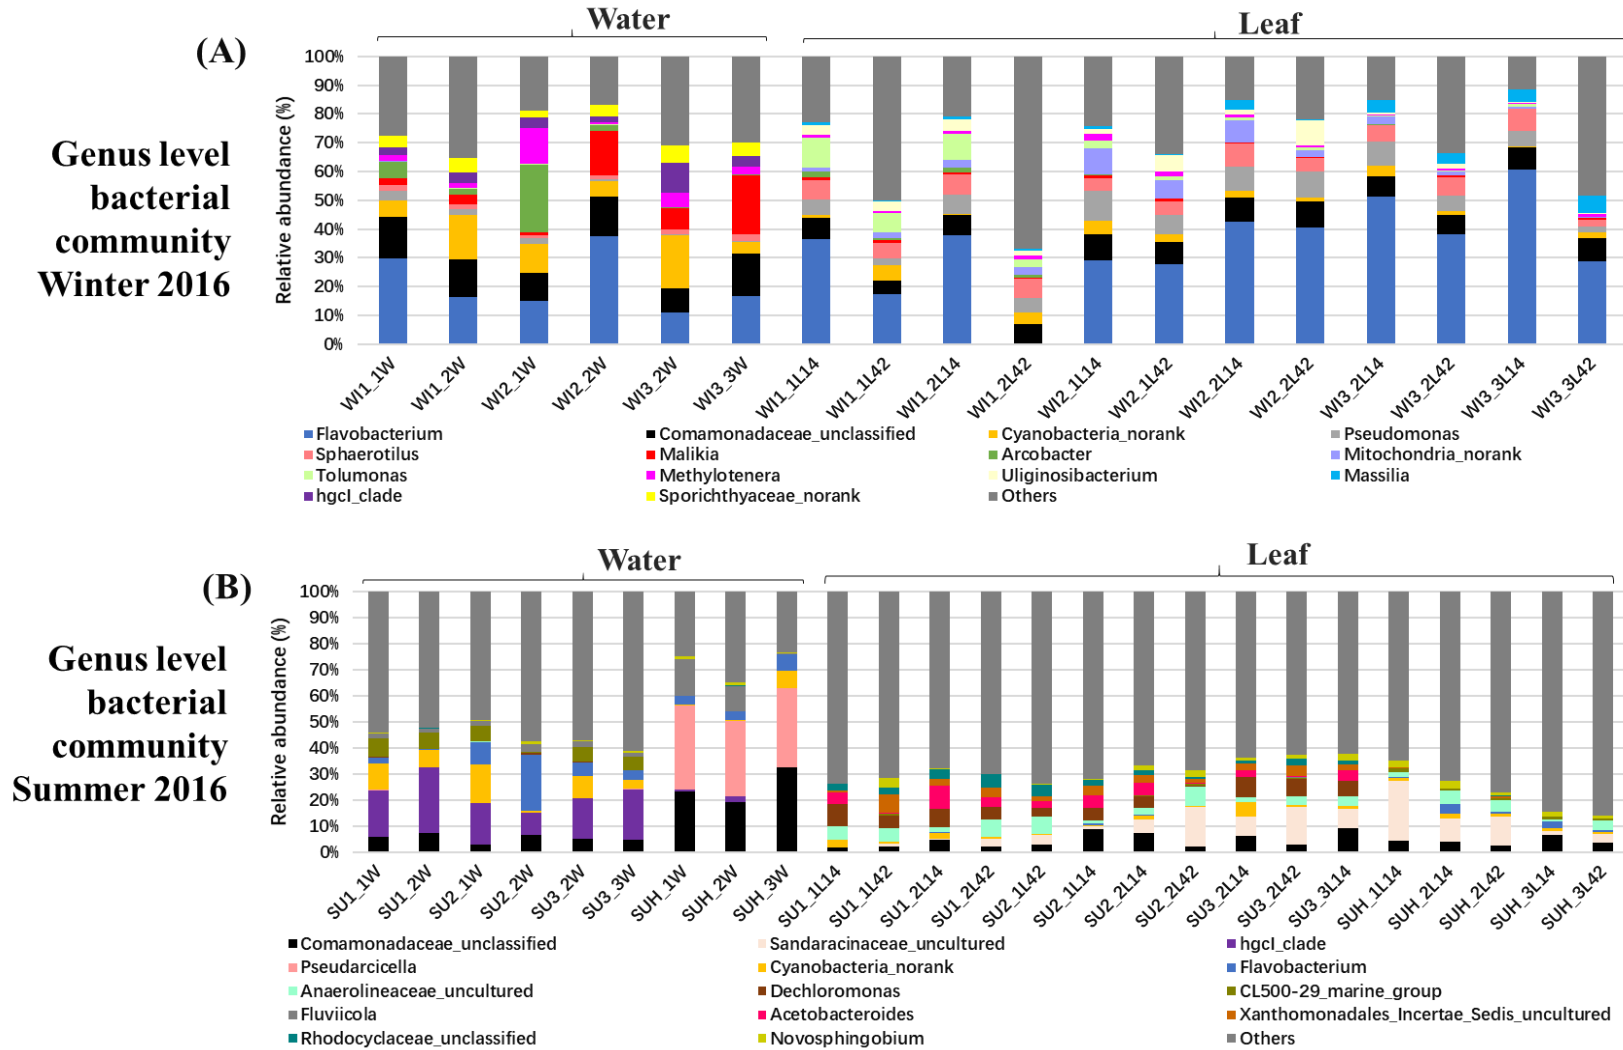 Water
Leaf
(A)
Genus level
bacterial
community
Winter 2016
Relative abundance (%)
100%
90%
80%
70%
60%
50%
40%
30%
20%
10%
0%
WI1_1W WI1_2W WI2_1W WI2_2W WI3_2W WI3_3W WI1_1L14 WI1_1L42 WI1_2L14 WI1_2L42 WI2_1L14 WI2_1L42 WI2_2L14 WI2_2L42 WI3_2L14 WI3_2L42 WI3_3L14 WI3_3L42
Flavobacterium Comamonadaceae_unclassified Cyanobacteria_norank Pseudomonas
Sphaerotilus Malikia Arcobacter Mitochondria_norank
Tolumonas Methylotenera Uliginosibacterium Massilia
hgcI_clade Sporichthyaceae_norank Others
Water
Leaf
(B)
Genus level
bacterial
community
Summer 2016
Relative abundance (%)
100%
90%
80%
70%
60%
50%
40%
30%
20%
10%
0%
SU1_1W SU1_2W SU2_1W SU2_2W SU3_2W SU3_3W SUH_1W SUH_2W SUH_3W SU1_1L14 SU1_1L42 SU1_2L14 SU1_2L42 SU2_1L42 SU2_1L14 SU2_2L14 SU2_2L42 SU3_2L14 SU3_2L42 SU3_3L14 SUH_1L14 SUH_2L14 SUH_2L42 SUH_3L14 SUH_3L42
Comamonadaceae_unclassified Sandaracinaceae_uncultured hgcI_clade
Pseudarcicella Cyanobacteria_norank Flavobacterium
Anaerolineaceae_uncultured Dechloromonas CL500-29_marine_group
Fluviicola Acetobacteroides Xanthomonadales_Incertae_Sedis_uncultured
Rhodocyclaceae_unclassified Novosphingobium Others